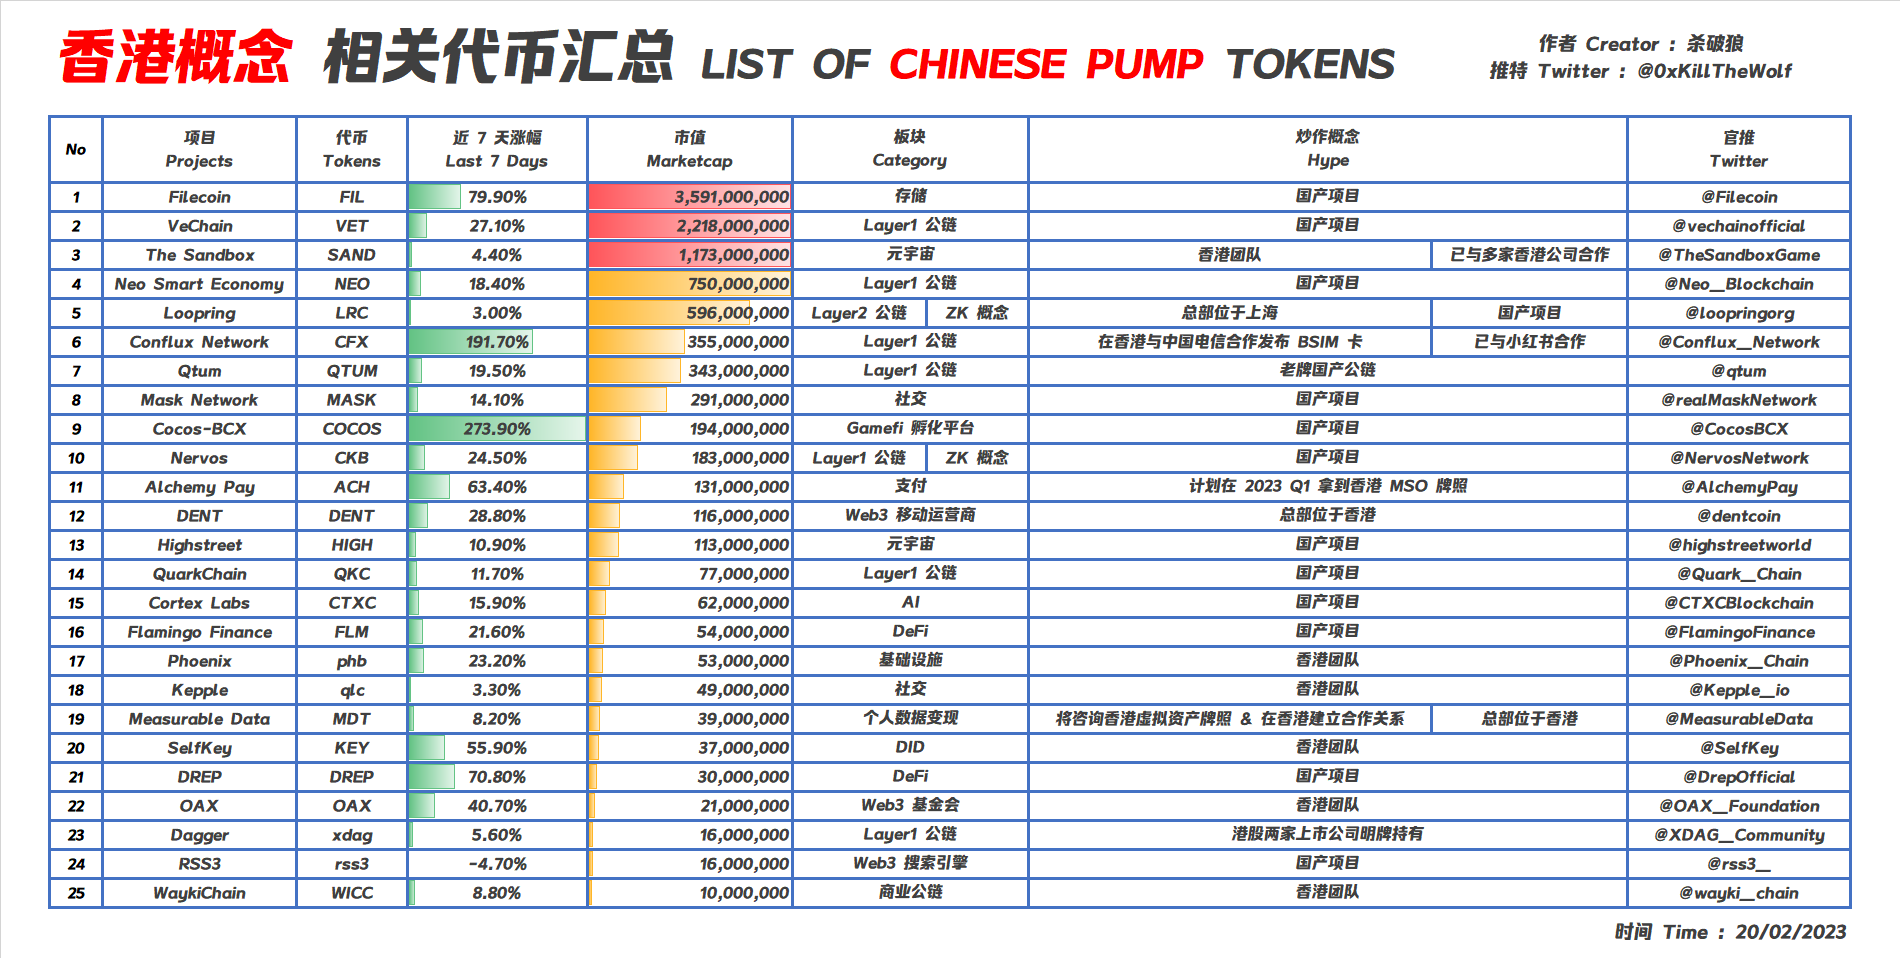 香港概念 相关代币汇总 LIST OF CHINESE PUMP TOKENS
作者 Creator : 杀破狼
推特 Twitter : @0xKillTheWolf
No 项目 Projects 代币 Tokens 近 7 天涨幅 Last 7 Days 市值 Marketcap 板块 Category 炒作概念 Hype 官推 Twitter
1 Filecoin FIL 79.90% 3,591,000,000 存储 国产项目 @Filecoin
2 VeChain VET 27.10% 2,218,000,000 Layer1 公链 国产项目 @vechainofficial
3 The Sandbox SAND 4.40% 1,173,000,000 元宇宙 香港团队 已与多家香港公司合作 @TheSandboxGame
4 Neo Smart Economy NEO 18.40% 750,000,000 Layer1 公链 国产项目 @Neo_Blockchain
5 Loopring LRC 3.00% 596,000,000 Layer2 公链 ZK 概念 总部位于上海 国产项目 @loopringorg
6 Conflux Network CFX 191.70% 355,000,000 Layer1 公链 在香港与中国电信合作发布 BSIM 卡 已与小红书合作 @Conflux_Network
7 Qtum QTUM 19.50% 343,000,000 Layer1 公链 老牌国产公链 @qtum
8 Mask Network MASK 14.10% 291,000,000 社交 国产项目 @realMaskNetwork
9 Cocos-BCX COCOS 273.90% 194,000,000 Gamefi 孵化平台 国产项目 @CocosBCX
10 Nervos CKB 24.50% 183,000,000 Layer1 公链 ZK 概念 国产项目 @NervosNetwork
11 Alchemy Pay ACH 63.40% 131,000,000 支付 计划在 2023 Q1 拿到香港 MSO 牌照 @AlchemyPay
12 DENT DENT 28.80% 116,000,000 Web3 移动运营商 总部位于香港 @dentcoin
13 Highstreet HIGH 10.90% 113,000,000 元宇宙 国产项目 @highstreetworld
14 QuarkChain QKC 11.70% 77,000,000 Layer1 公链 国产项目 @Quark_Chain
15 Cortex Labs CTXC 15.90% 62,000,000 AI 国产项目 @CTXCBlockchain
16 Flamingo Finance FLM 21.60% 54,000,000 DeFi 国产项目 @FlamingoFinance
17 Phoenix phb 23.20% 53,000,000 基础设施 香港团队 @Phoenix_Chain
18 Kepple qlc 3.30% 49,000,000 社交 香港团队 @Kepple_io
19 Measurable Data MDT 8.20% 39,000,000 个人数据变现 将咨询香港虚拟资产牌照 & 在香港建立合作关系 总部位于香港 @MeasurableData
20 SelfKey KEY 55.90% 37,000,000 DID 香港团队 @SelfKey
21 DREP DREP 70.80% 30,000,000 DeFi 国产项目 @DrepOfficial
22 OAX OAX 40.70% 21,000,000 Web3 基金会 香港团队 @OAX_Foundation
23 Dagger xdag 5.60% 16,000,000 Layer1 公链 港股两家上市公司明牌持有 @XDAG_Community
24 RSS3 rss3 -4.70% 16,000,000 Web3 搜索引擎 国产项目 @rss3_
25 WaykiChain WICC 8.80% 10,000,000 商业公链 香港团队 @wayki_chain
时间 Time : 20/02/2023